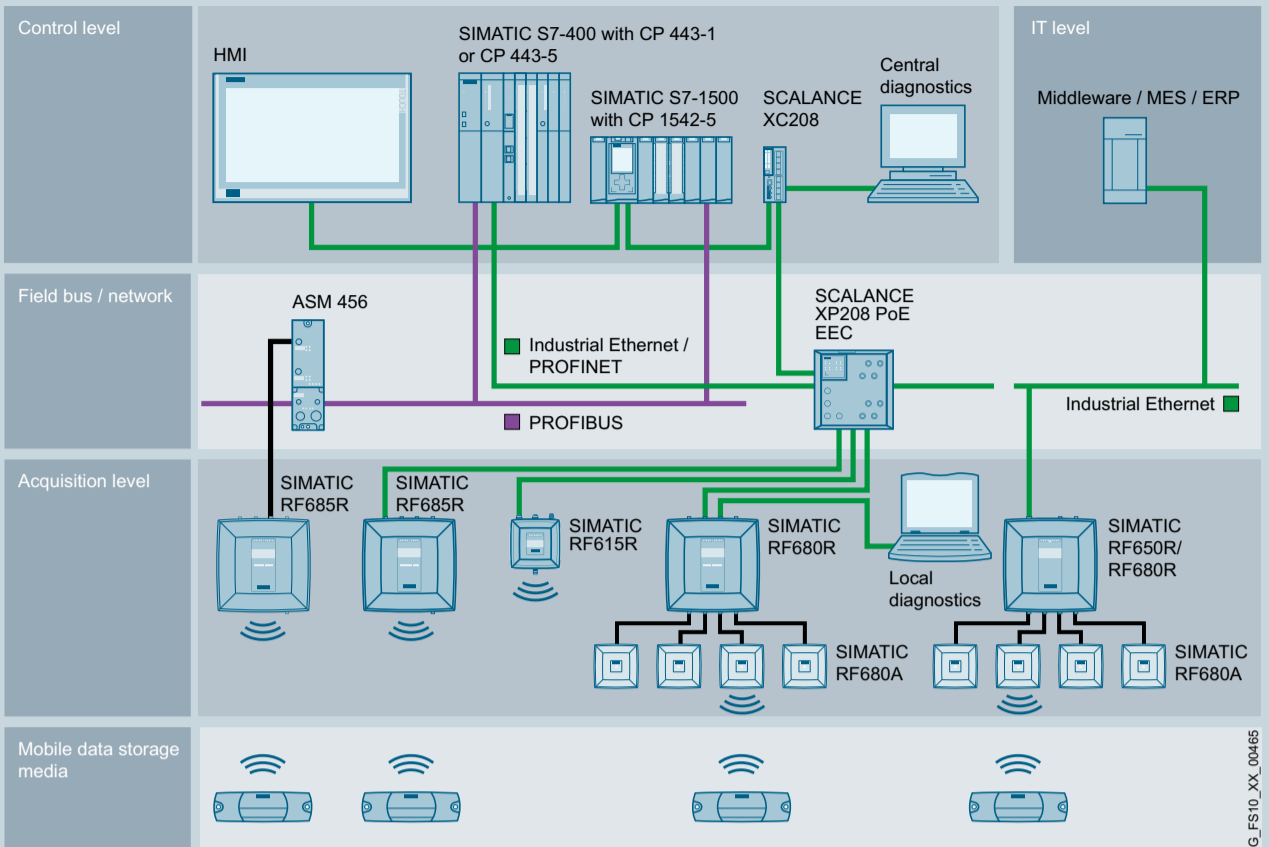 Control level
IT level
HMI
SIMATIC S7-400 with CP 443-1
or CP 443-5
SIMATIC S7-1500
with CP 1542-5
SCALANCE
XC208
Central
diagnostics
Middleware / MES / ERP
Field bus / network
ASM 456
Industrial Ethernet /
PROFINET
PROFIBUS
SCALANCE
XP208 PoE
EEC
Industrial Ethernet
Acquisition level
SIMATIC
RF685R
SIMATIC
RF685R
SIMATIC
RF615R
SIMATIC
RF680R
Local
diagnostics
SIMATIC
RF650R/
RF680R
SIMATIC
RF680A
SIMATIC
RF680A
Mobile data storage
media
G_FS10_XX_00465